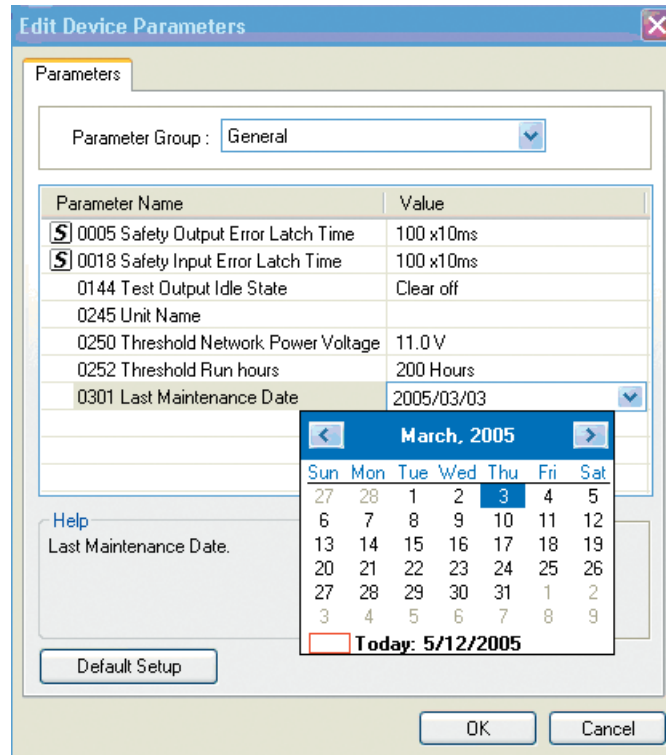 Edit Device Parameters
Parameters
Parameter Group : General
Parameter Name Value
S 0005 Safety Output Error Latch Time 100 x10ms
S 0018 Safety Input Error Latch Time 100 x10ms
0144 Test Output Idle State Clear off
0245 Unit Name
0250 Threshold Network Power Voltage 11.0 V
0252 Threshold Run hours 200 Hours
0301 Last Maintenance Date 2005/03/03
March, 2005
Sun Mon Tue Wed Thu Fri Sat
27 28 1 2 3 4 5
6 7 8 9 10 11 12
13 14 15 16 17 18 19
20 21 22 23 24 25 26
27 28 29 30 31 1 2
3 4 5 6 7 8 9
Today: 5/12/2005
Help
Last Maintenance Date.
Default Setup
OK Cancel